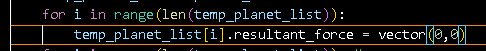 for i in range(len(temp_planet_list)):
temp_planet_list[i].resultant_force = vector(0,0)